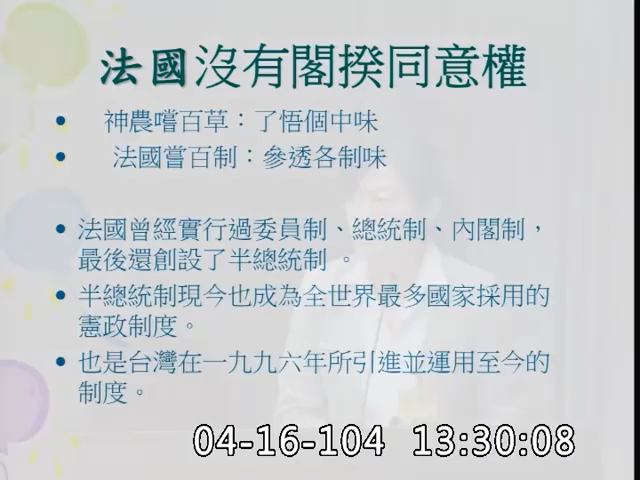 法國沒有閣揆同意權
• 神農嚐百草：了悟個中味
• 法國嘗百制：參透各制味
• 法國曾經實行過委員制、總統制、內閣制，
最後還創設了半總統制 。
• 半總統制現今也成為全世界最多國家採用的
憲政制度。
• 也是台灣在一九九六年所引進並運用至今的
制度。
04-16-104 13:30:08